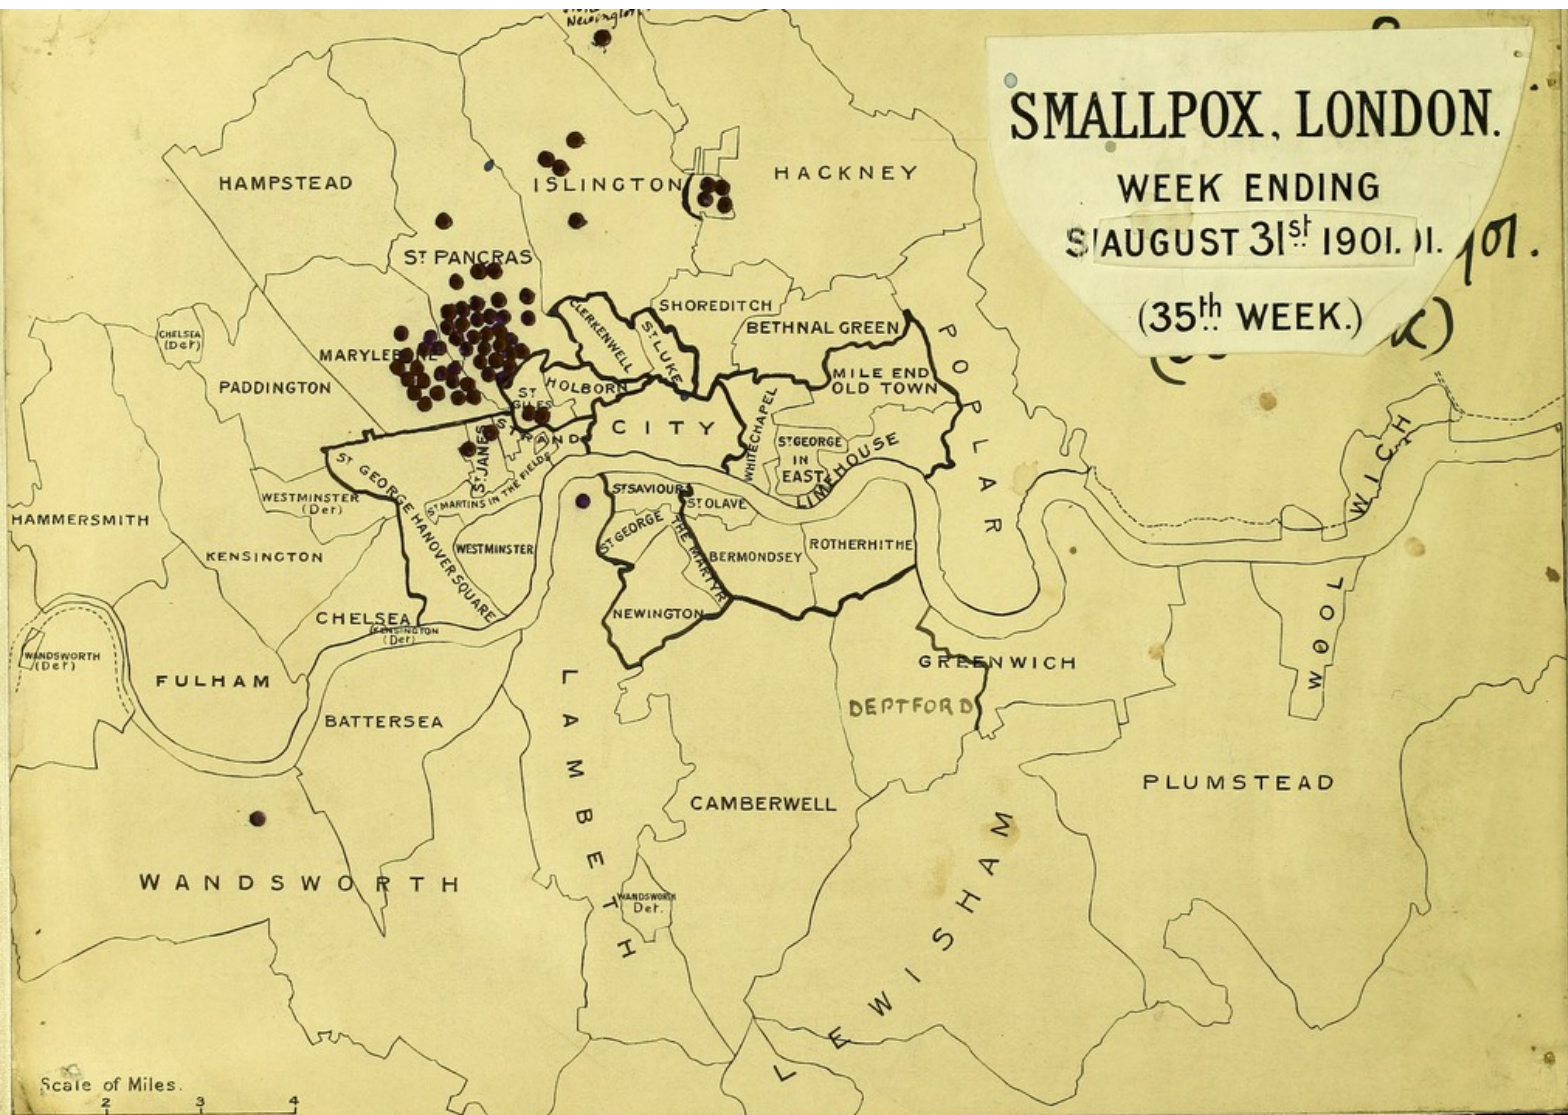 Newington
SMALLPOX, LONDON.
WEEK ENDING
AUGUST 31st 1901.
(35th WEEK.)
HAMPSTEAD
ISLINGTON
HACKNEY
ST PANCRAS
SHOREDITCH
CLERKENWELL
ST LUKE
BETHNAL GREEN
POPLAR
CHELSEA
(Det)
MARYLEBONE
PADDINGTON
ST
GILES
HOLBORN
MILE END
OLD TOWN
STRAND
CITY
WHITECHAPEL
ST GEORGE
IN
EAST
LIMEHOUSE
ST JAMES
ST MARTINS IN THE FIELDS
ST GEORGE HANOVER SQUARE
WESTMINSTER
(Det)
HAMMERSMITH
KENSINGTON
WESTMINSTER
ST SAVIOUR
ST OLAVE
ST GEORGE
THE MARTYR
BERMONDSEY
ROTHERHITHE
NEWINGTON
CHELSEA
KENSINGTON
(Det)
WANDSWORTH
(Det)
FULHAM
BATTERSEA
GREENWICH
DEPTFORD
WOOLWICH
LAMBETH
CAMBERWELL
PLUMSTEAD
WANDSWORTH
WANDSWORTH
Det.
LEWISHAM
Scale of Miles.
2 3 4